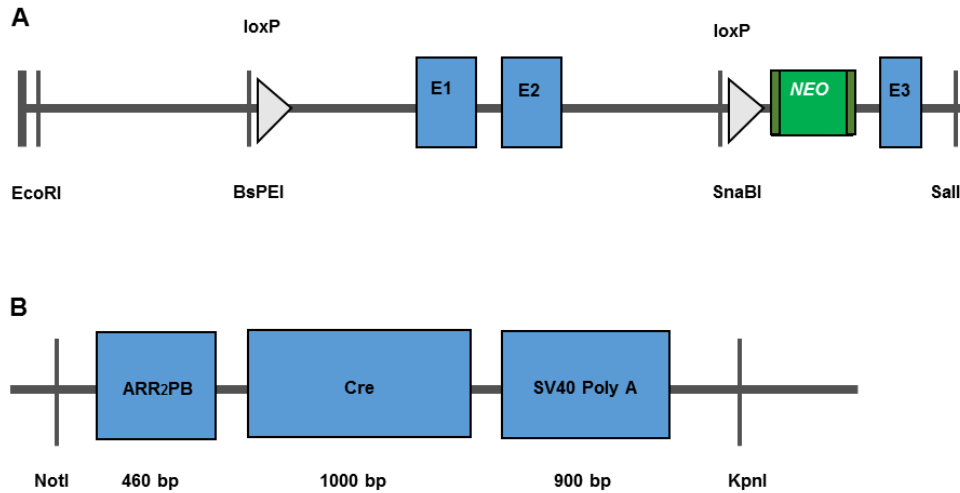 A
loxP loxP
E1 E2 NEO E3
EcoRI BsPEI SnaBI SalI
B
ARR2PB Cre SV40 Poly A
NotI 460 bp 1000 bp 900 bp KpnI